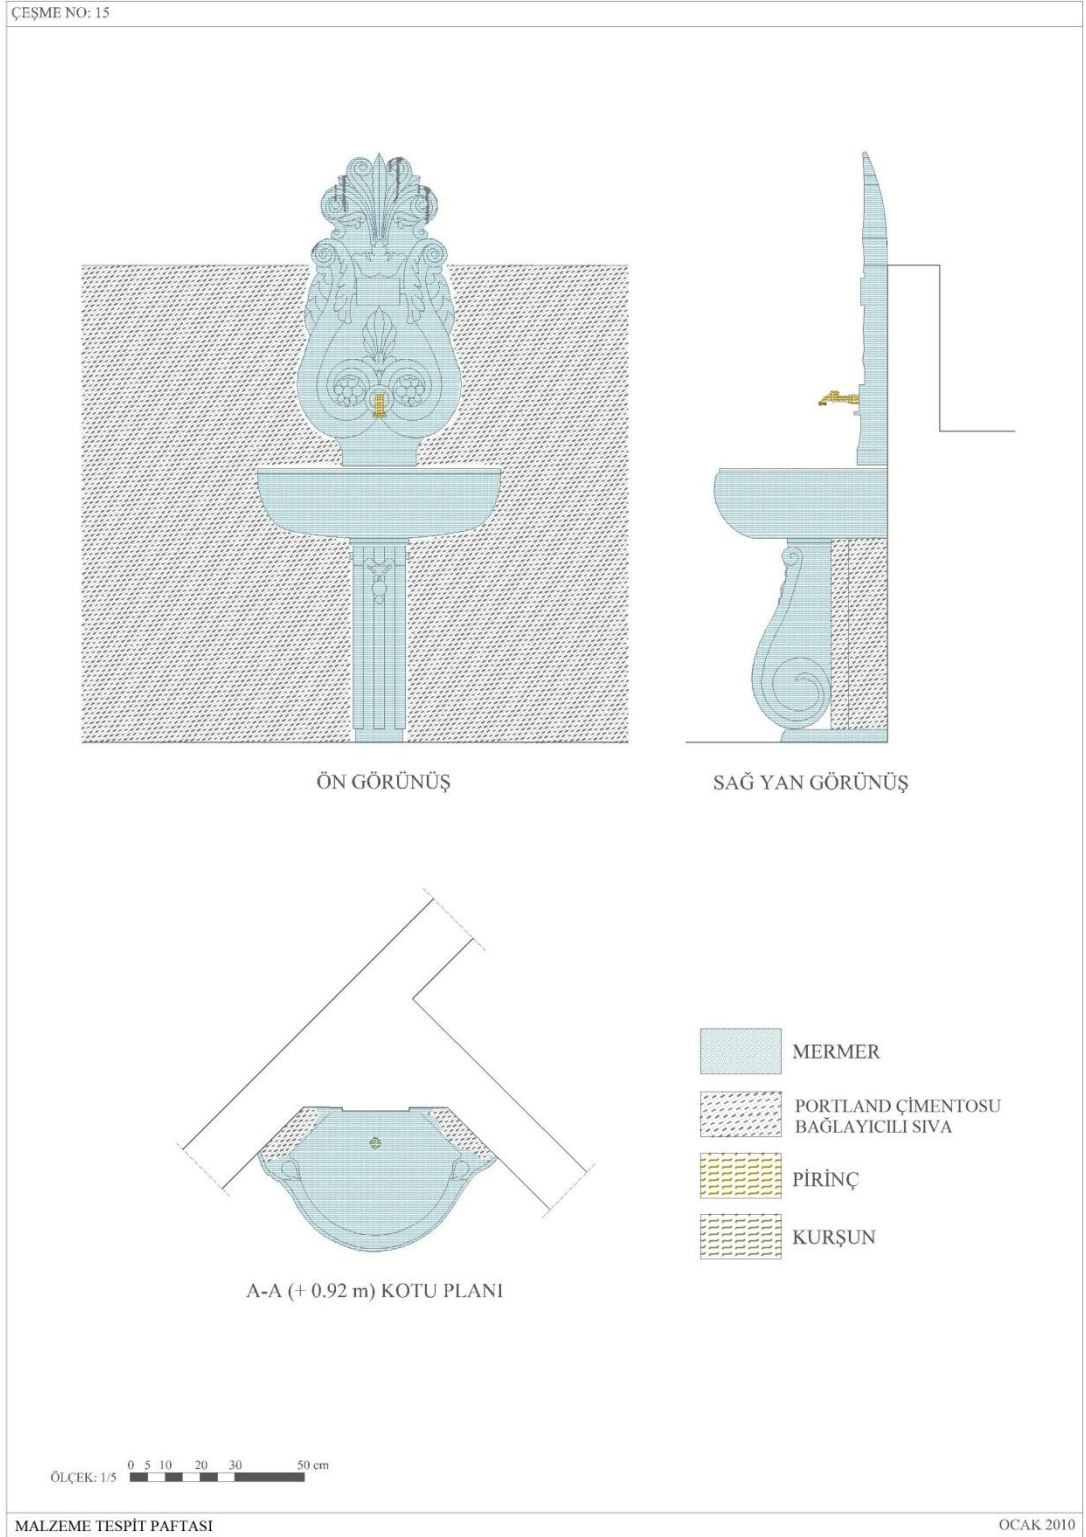 ÇEŞME NO: 15
ÖN GÖRÜNÜŞ
SAĞ YAN GÖRÜNÜŞ
MERMER
PORTLAND ÇİMENTOSU
BAĞLAYICILI SIVA
PİRİNÇ
KURŞUN
A-A (+ 0.92 m) KOTU PLANI
ÖLÇEK: 1/5 0 5 10 20 30 50 cm
MALZEME TESPİT PAFTASI OCAK 2010